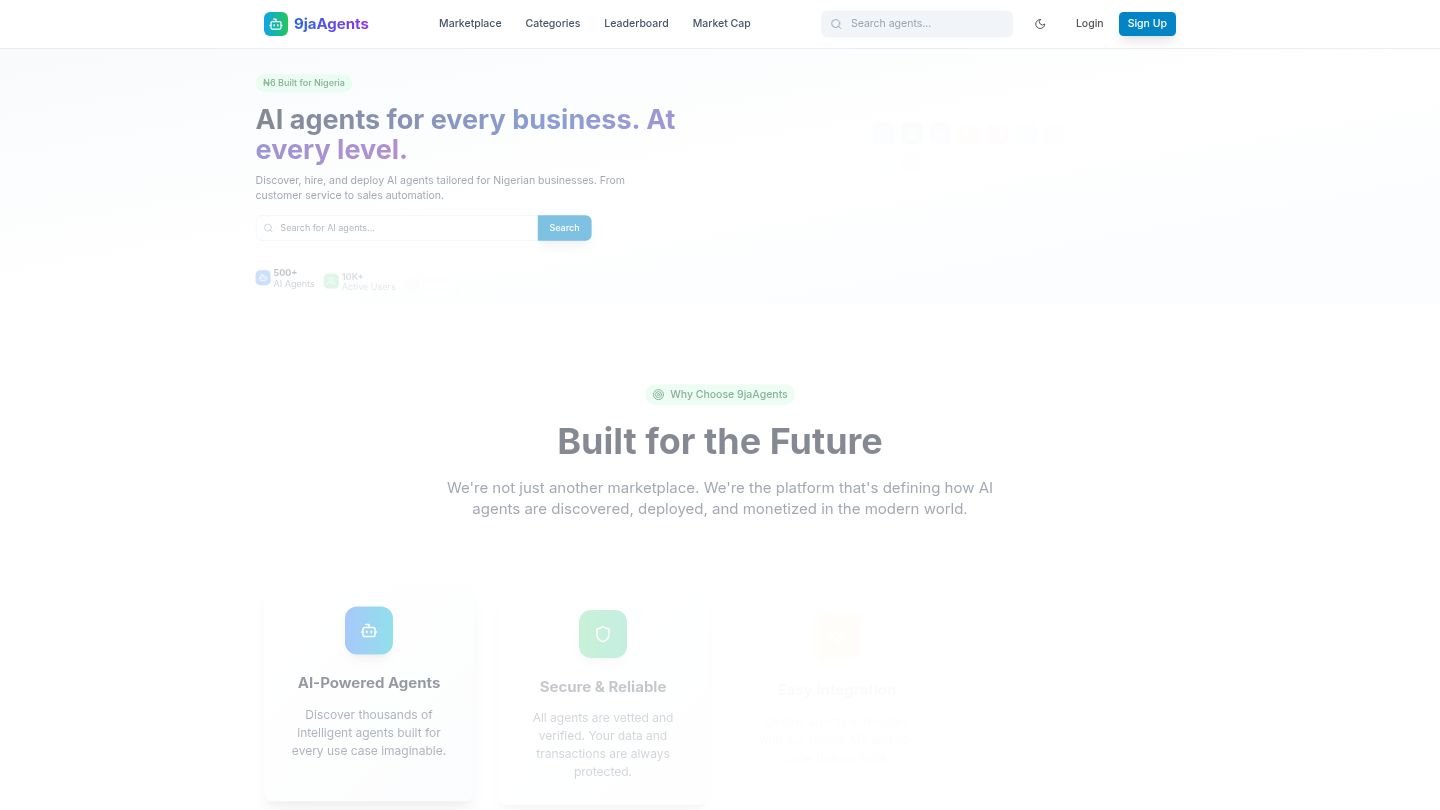 9jaAgents
Marketplace
Categories
Leaderboard
Market Cap
Search agents...
Login
Sign Up
₦6 Built for Nigeria
AI agents for every business. At
every level.
Discover, hire, and deploy AI agents tailored for Nigerian businesses. From
customer service to sales automation.
Search for AI agents...
Search
500+
AI Agents
10K+
Active Users
Why Choose 9jaAgents
Built for the Future
We're not just another marketplace. We're the platform that's defining how AI
agents are discovered, deployed, and monetized in the modern world.
AI-Powered Agents
Discover thousands of
intelligent agents built for
every use case imaginable.
Secure & Reliable
All agents are vetted and
verified. Your data and
transactions are always
protected.
Easy Integration